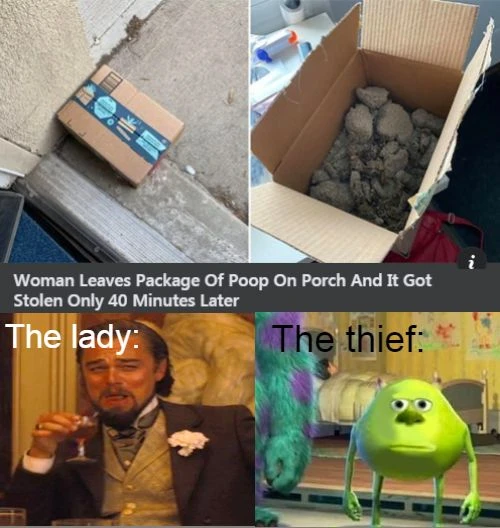 Woman Leaves Package Of Poop On Porch And It Got
Stolen Only 40 Minutes Later
i
The lady:
The thief: